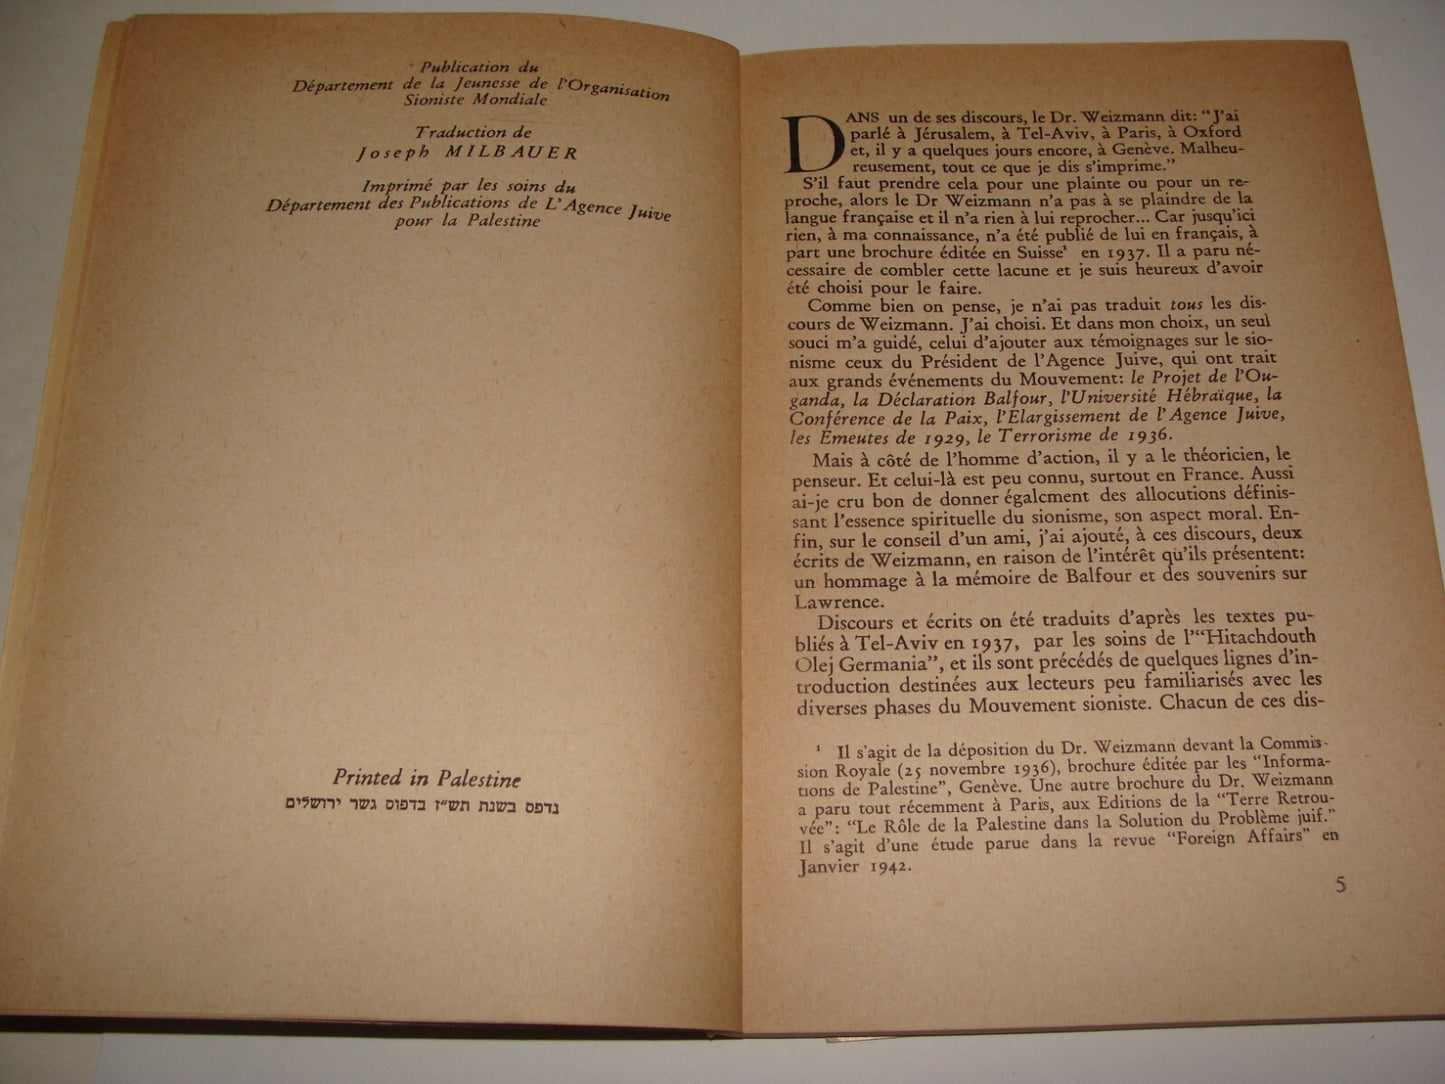 Publication du
Département de la Jeunesse de l'Organisation
Sioniste Mondiale
Traduction de
Joseph MILBAUER
Imprimé par les soins du
Département des Publications de L'Agence Juive
pour la Palestine
Printed in Palestine
נדפס בשנת תש״ז בדפוס גשר ירושלים
DANS un de ses discours, le Dr. Weizmann dit: "J'ai
parlé à Jérusalem, à Tel-Aviv, à Paris, à Oxford
et, il y a quelques jours encore, à Genève. Malheu-
reusement, tout ce que je dis s'imprime."
S'il faut prendre cela pour une plainte ou pour un re-
proche, alors le Dr Weizmann n'a pas à se plaindre de la
langue française et il n'a rien à lui reprocher... Car jusqu'ici
rien, à ma connaissance, n'a été publié de lui en français, à
part une brochure éditée en Suisse¹ en 1937. Il a paru né-
cessaire de combler cette lacune et je suis heureux d'avoir
été choisi pour le faire.
Comme bien on pense, je n'ai pas traduit tous les dis-
cours de Weizmann. J'ai choisi. Et dans mon choix, un seul
souci m'a guidé, celui d'ajouter aux témoignages sur le sio-
nisme ceux du Président de l'Agence Juive, qui ont trait
aux grands événements du Mouvement: le Projet de l'Ou-
ganda, la Déclaration Balfour, l'Université Hébraïque, la
Conférence de la Paix, l'Elargissement de l'Agence Juive,
les Emeutes de 1929, le Terrorisme de 1936.
Mais à côté de l'homme d'action, il y a le théoricien, le
penseur. Et celui-là est peu connu, surtout en France. Aussi
ai-je cru bon de donner également des allocutions définis-
sant l'essence spirituelle du sionisme, son aspect moral. En-
fin, sur le conseil d'un ami, j'ai ajouté, à ces discours, deux
écrits de Weizmann, en raison de l'intérêt qu'ils présentent:
un hommage à la mémoire de Balfour et des souvenirs sur
Lawrence.
Discours et écrits on été traduits d'après les textes pu-
bliés à Tel-Aviv en 1937, par les soins de l'"Hitachdouth
Olej Germania", et ils sont précédés de quelques lignes d'in-
troduction destinées aux lecteurs peu familiarisés avec les
diverses phases du Mouvement sioniste. Chacun de ces dis-
¹ Il s'agit de la déposition du Dr. Weizmann devant la Commis-
sion Royale (25 novembre 1936), brochure éditée par les "Informa-
tions de Palestine", Genève. Une autre brochure du Dr. Weizmann
a paru tout récemment à Paris, aux Editions de la "Terre Retrou-
vée": "Le Rôle de la Palestine dans la Solution du Problème juif."
Il s'agit d'une étude parue dans la revue "Foreign Affairs" en
Janvier 1942.
5